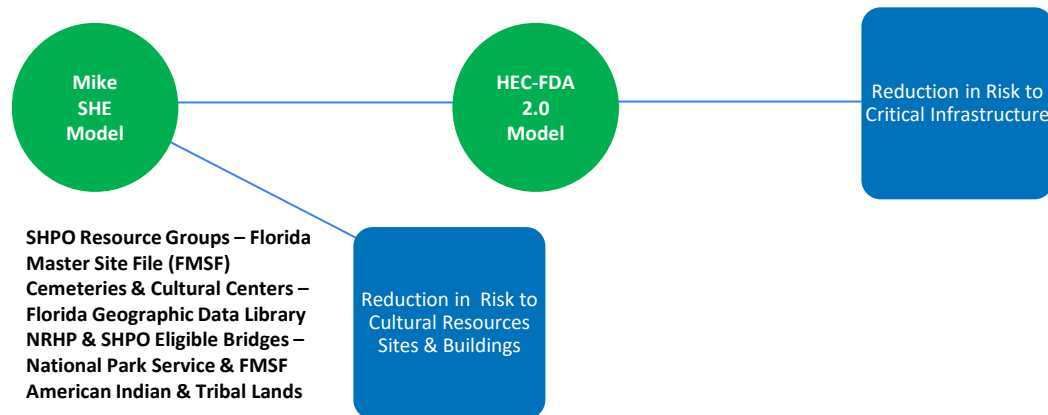 Mike
SHE
Model
HEC-FDA
2.0
Model
Reduction in Risk to
Critical Infrastructure
SHPO Resource Groups – Florida
Master Site File (FMSF)
Cemeteries & Cultural Centers –
Florida Geographic Data Library
NRHP & SHPO Eligible Bridges –
National Park Service & FMSF
American Indian & Tribal Lands
Reduction in Risk to
Cultural Resources
Sites & Buildings